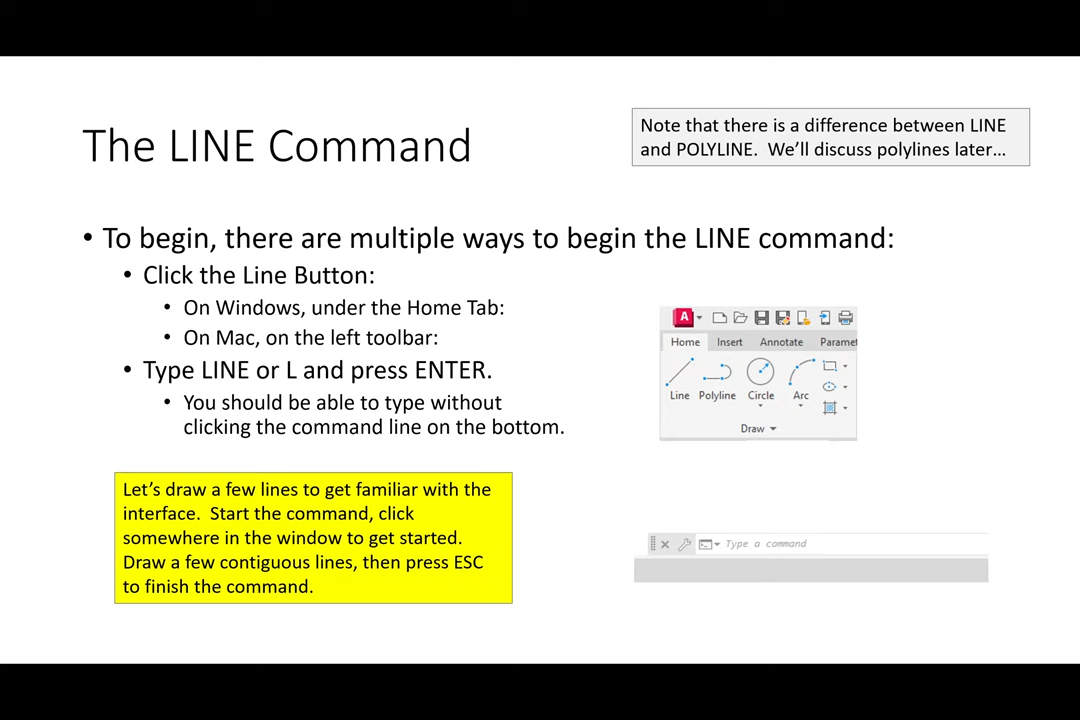 The LINE Command
Note that there is a difference between LINE
and POLYLINE. We'll discuss polylines later...
• To begin, there are multiple ways to begin the LINE command:
• Click the Line Button:
• On Windows, under the Home Tab:
• On Mac, on the left toolbar:
• Type LINE or L and press ENTER.
• You should be able to type without
clicking the command line on the bottom.
A
Home Insert Annotate Paramet
Line Polyline Circle Arc
Draw
Let's draw a few lines to get familiar with the
interface. Start the command, click
somewhere in the window to get started.
Draw a few contiguous lines, then press ESC
to finish the command.
Type a command